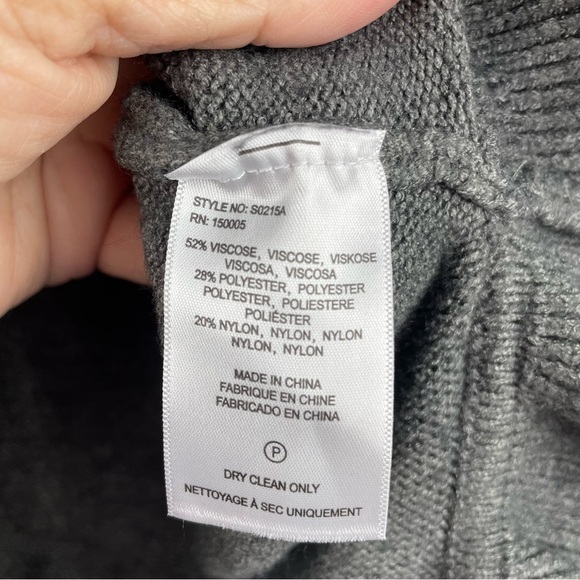 STYLE NO: S0215A
RN: 150005
52% VISCOSE, VISCOSE, VISKOSE
VISCOSA, VISCOSA
28% POLYESTER, POLYESTER
POLYESTER, POLIESTERE
POLIÉSTER
20% NYLON, NYLON, NYLON
NYLON, NYLON
MADE IN CHINA
FABRIQUE EN CHINE
FABRICADO EN CHINA
P
DRY CLEAN ONLY
NETTOYAGE À SEC UNIQUEMENT